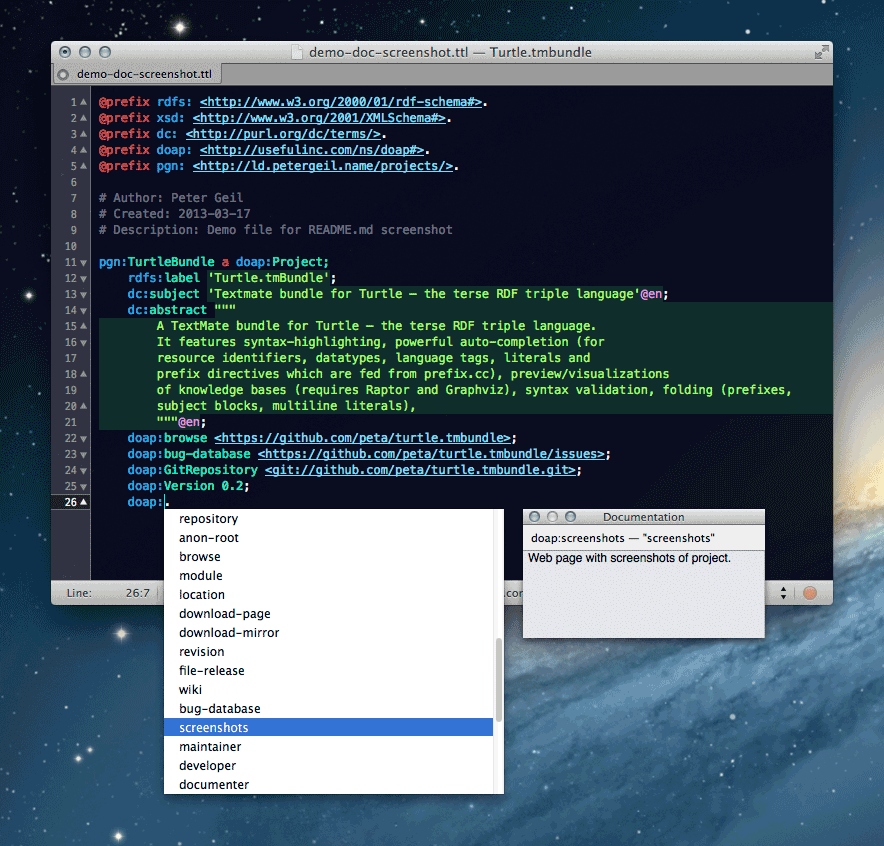 demo-doc-screenshot.ttl — Turtle.tmbundle
demo-doc-screenshot.ttl
1 @prefix rdfs: <http://www.w3.org/2000/01/rdf-schema#>.
2 @prefix xsd: <http://www.w3.org/2001/XMLSchema#>.
3 @prefix dc: <http://purl.org/dc/terms/>.
4 @prefix doap: <http://usefulinc.com/ns/doap#>.
5 @prefix pgn: <http://ld.petergeil.name/projects/>.
6
7 # Author: Peter Geil
8 # Created: 2013-03-17
9 # Description: Demo file for README.md screenshot
10
11 pgn:TurtleBundle a doap:Project;
12 rdfs:label 'Turtle.tmBundle';
13 dc:subject 'Textmate bundle for Turtle – the terse RDF triple language'@en;
14 dc:abstract """
15 A TextMate bundle for Turtle – the terse RDF triple language.
16 It features syntax-highlighting, powerful auto-completion (for
17 resource identifiers, datatypes, language tags, literals and
18 prefix directives which are fed from prefix.cc), preview/visualizations
19 of knowledge bases (requires Raptor and Graphviz), syntax validation, folding (prefixes,
20 subject blocks, multiline literals),
21 """@en;
22 doap:browse <https://github.com/peta/turtle.tmbundle>;
23 doap:bug-database <https://github.com/peta/turtle.tmbundle/issues>;
24 doap:GitRepository <git://github.com/peta/turtle.tmbundle.git>;
25 doap:Version 0.2;
26 doap:.
repository
anon-root
browse
module
location
download-page
download-mirror
revision
file-release
wiki
bug-database
screenshots
maintainer
developer
documenter
Documentation
doap:screenshots — "screenshots"
Web page with screenshots of project.
Line: 26:7